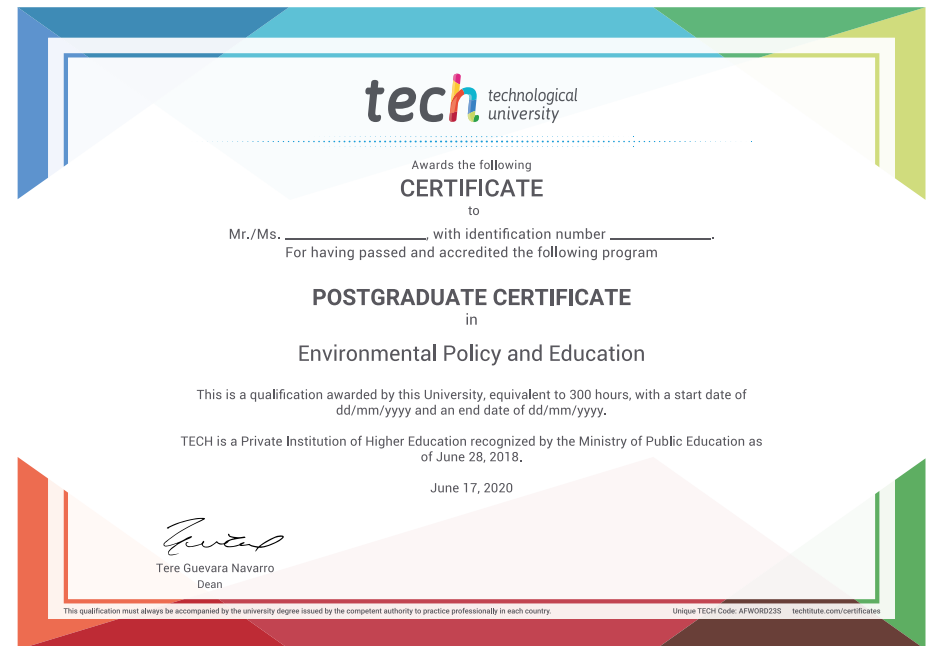 tech technological
university
Awards the following
CERTIFICATE
to
Mr./Ms. ____________________, with identification number ______________.
For having passed and accredited the following program
POSTGRADUATE CERTIFICATE
in
Environmental Policy and Education
This is a qualification awarded by this University, equivalent to 300 hours, with a start date of
dd/mm/yyyy and an end date of dd/mm/yyyy.
TECH is a Private Institution of Higher Education recognized by the Ministry of Public Education as
of June 28, 2018.
June 17, 2020
Tere Guevara Navarro
Dean
This qualification must always be accompanied by the university degree issued by the competent authority to practice professionally in each country.
Unique TECH Code: AFWORD23S techtitute.com/certificates